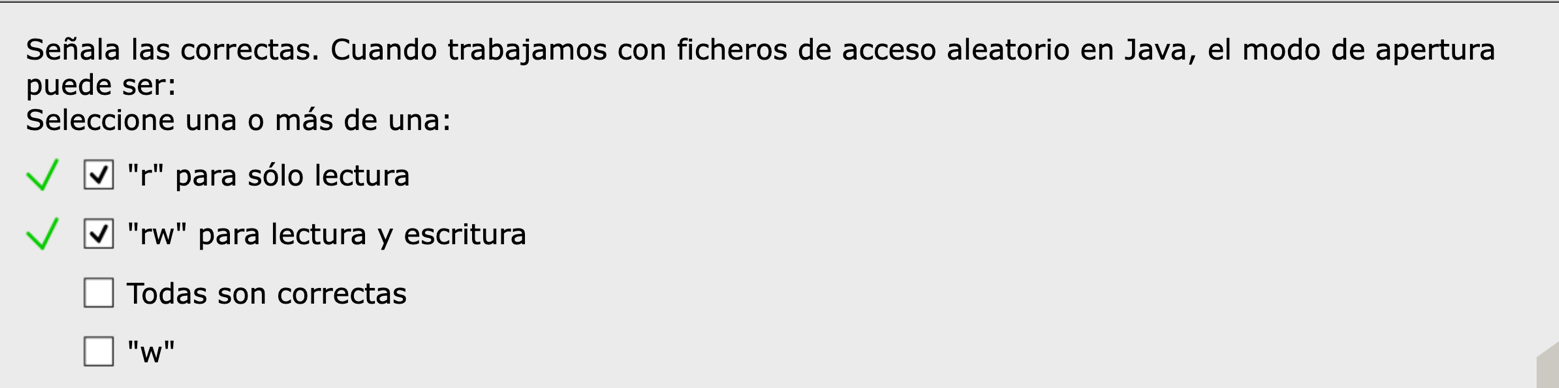 Señala las correctas. Cuando trabajamos con ficheros de acceso aleatorio en Java, el modo de apertura
puede ser:
Seleccione una o más de una:
"r" para sólo lectura
"rw" para lectura y escritura
Todas son correctas
"w"